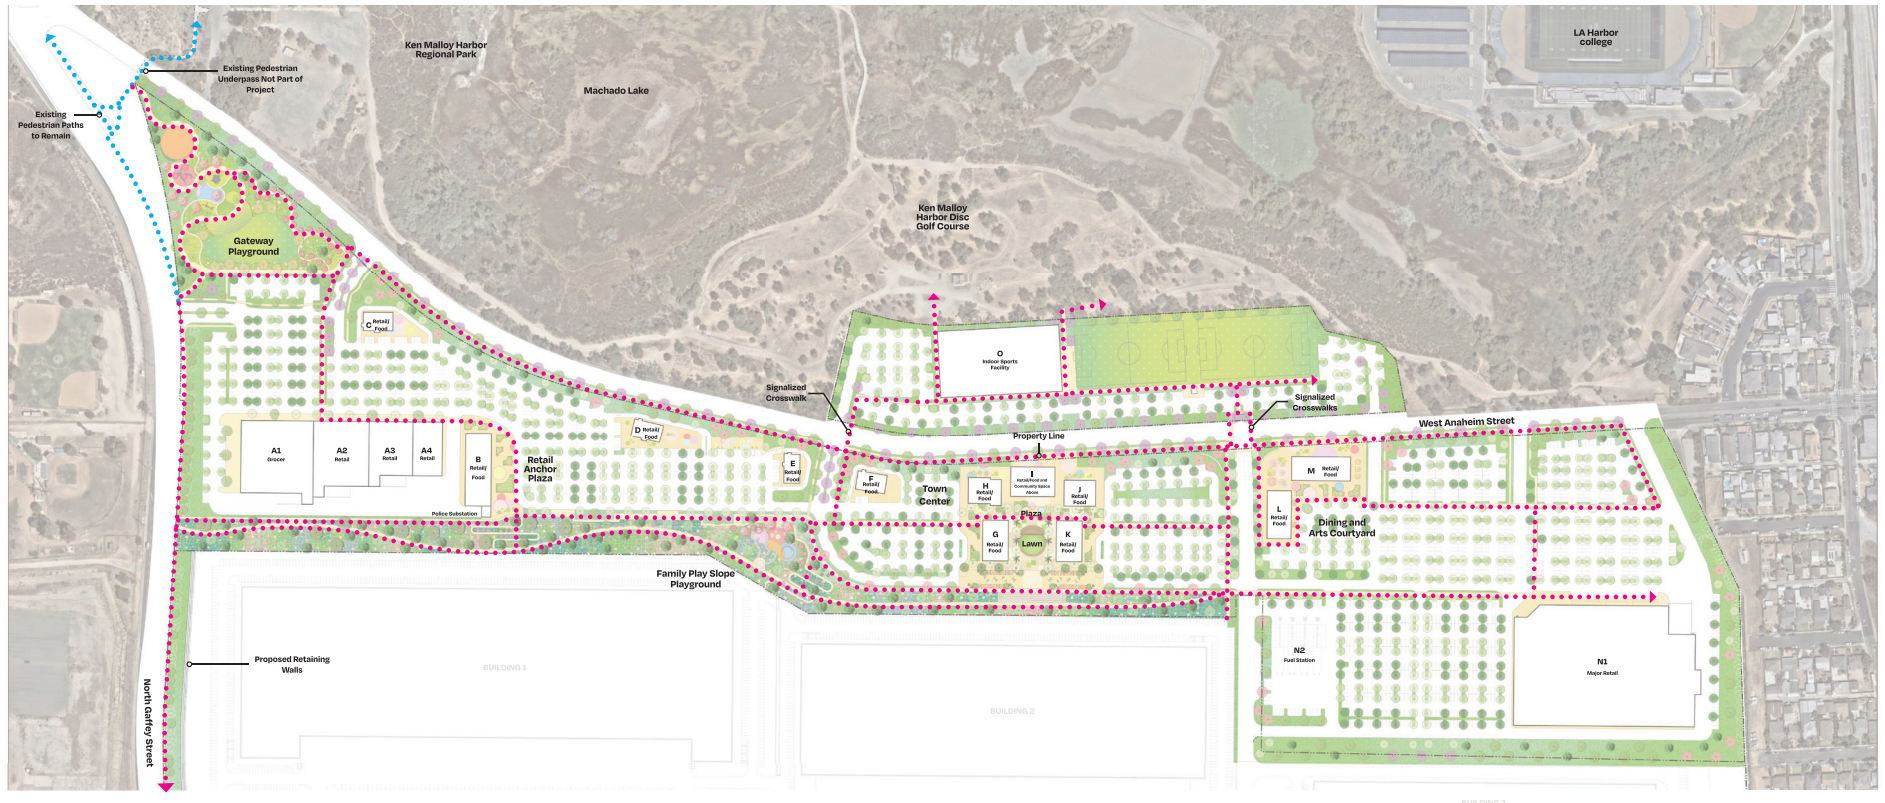 LA Harbor
college
Ken Malloy Harbor
Regional Park
Existing Pedestrian
Underpass Not Part of
Project
Machado Lake
Existing
Pedestrian Paths
to Remain
Ken Malloy
Harbor Disc
Golf Course
Gateway
Playground
C Retail/
Food
O
Indoor Sports
Facility
Signalized
Crosswalk
Signalized
Crosswalks
West Anaheim Street
Property Line
D Retail/
Food
A1
Grocer
A2
Retail
A3
Retail
A4
Retail
B
Retail/
Food
Retail
Anchor
Plaza
E
Retail/
Food
F
Retail/
Food
Town
Center
H
Retail/
Food
I
Retail/Food and
Community Space
Above
J
Retail/
Food
M Retail/
Food
Police Substation
Plaza
L
Retail/
Food
Dining and
Arts Courtyard
G
Retail/
Food
Lawn
K
Retail/
Food
Family Play Slope
Playground
Proposed Retaining
Walls
BUILDING 1
BUILDING 2
N2
Fuel Station
N1
Major Retail
North Gaffey Street